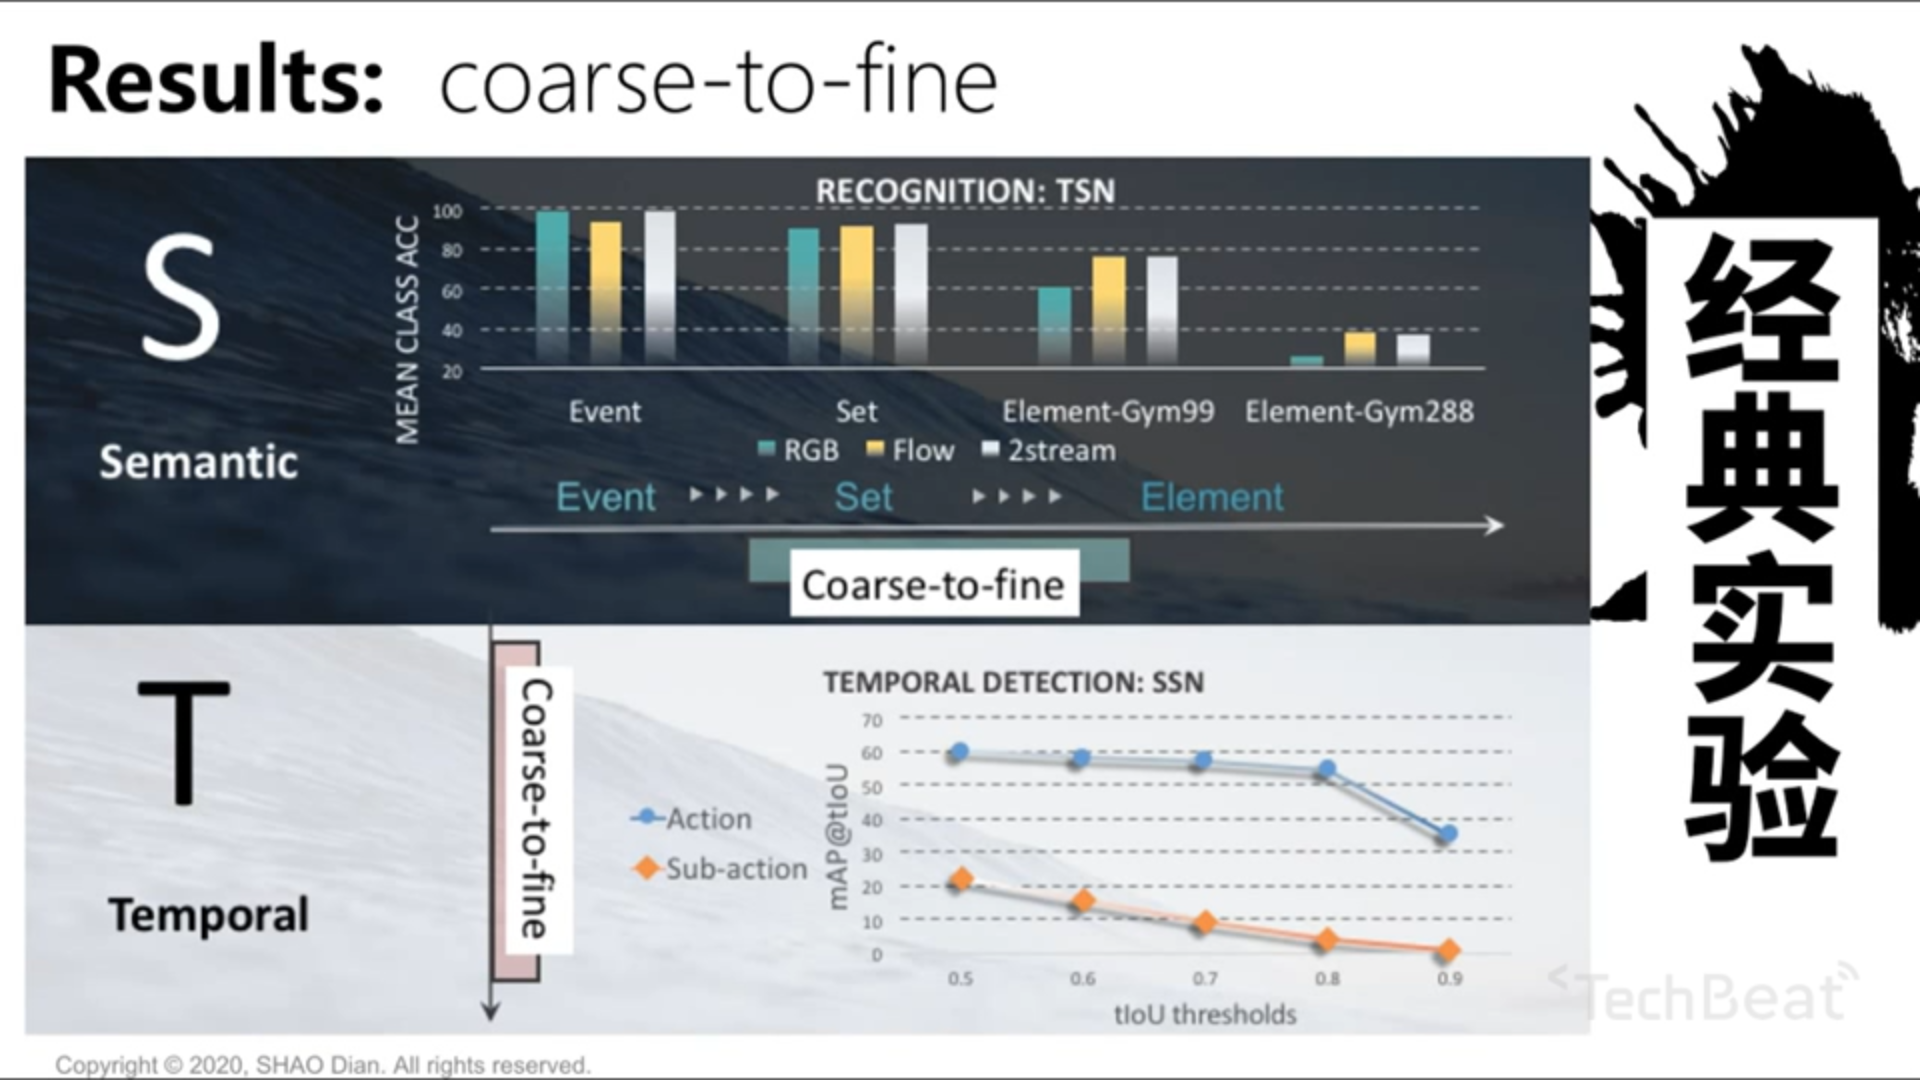 Results: coarse-to-fine
RECOGNITION: TSN
MEAN CLASS ACC
100
80
60
40
20
Event Set Element-Gym99 Element-Gym288
RGB Flow 2stream
Event Set Element
Coarse-to-fine
S
Semantic
T
Temporal
Coarse-to-fine
TEMPORAL DETECTION: SSN
Action
Sub-action
mAP@tIoU
70
60
50
40
30
20
10
0
0.5 0.6 0.7 0.8 0.9
tIoU thresholds
经典实验
TechBeat
Copyright © 2020, SHAO Dian. All rights reserved.